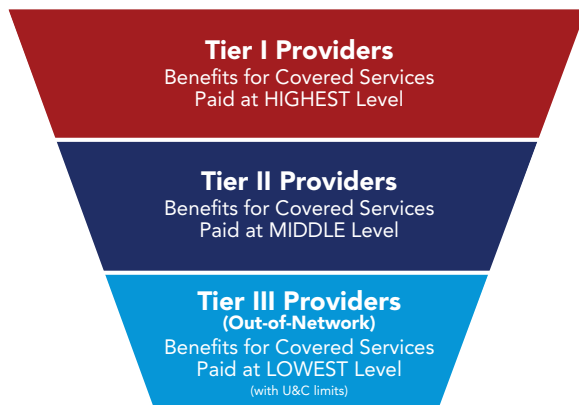 Tier I Providers
Benefits for Covered Services
Paid at HIGHEST Level
Tier II Providers
Benefits for Covered Services
Paid at MIDDLE Level
Tier III Providers
(Out-of-Network)
Benefits for Covered Services
Paid at LOWEST Level
(with U&C limits)